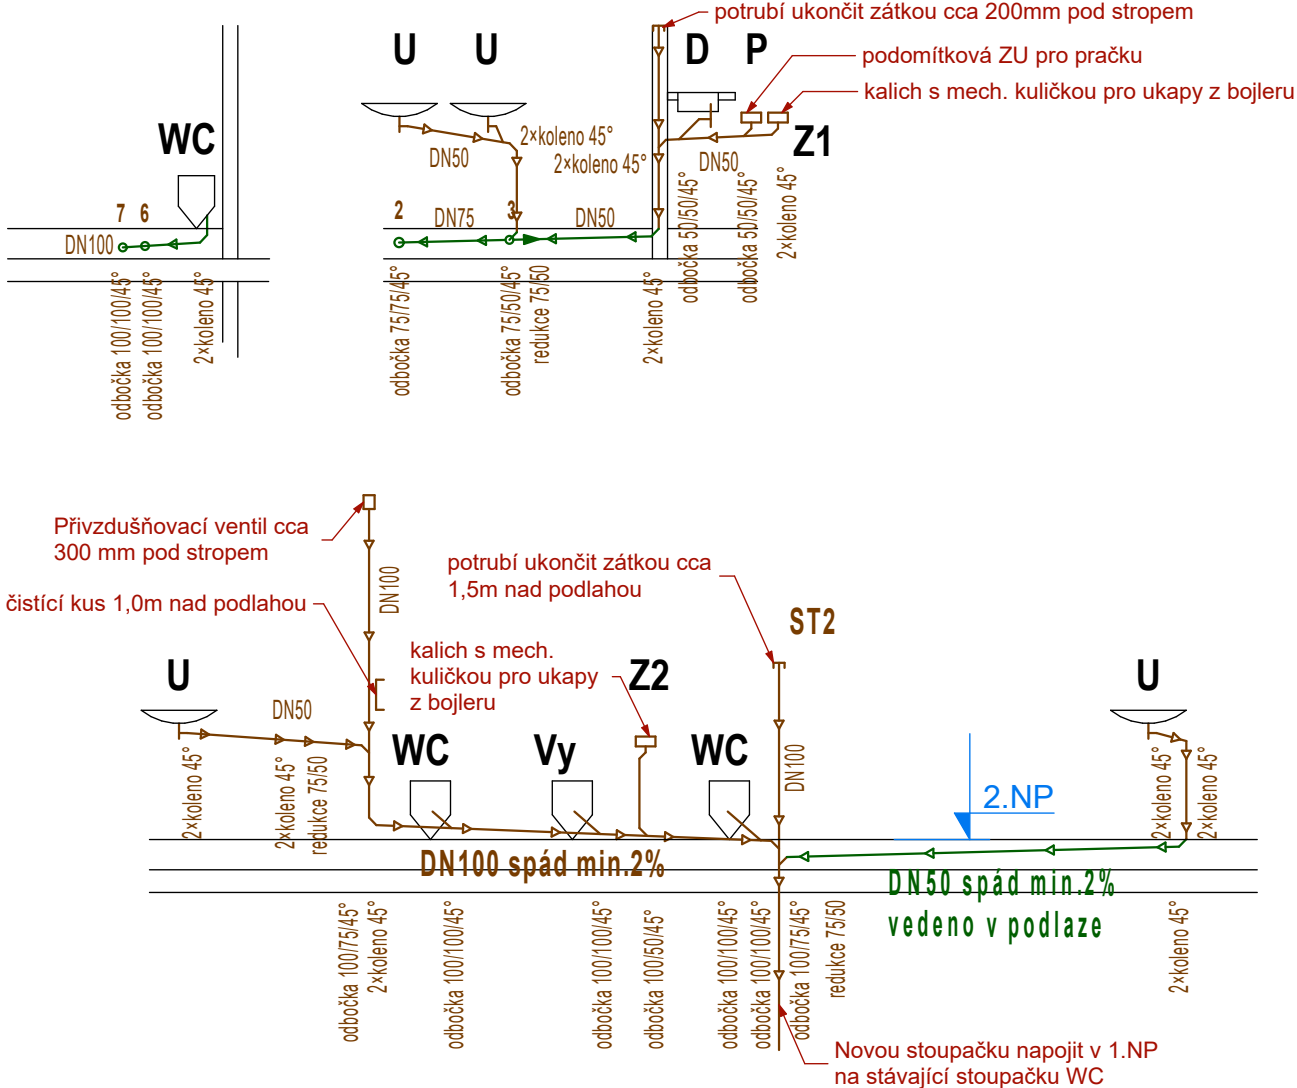 potrubí ukončit zátkou cca 200mm pod stropem
U
U
D
P
podomítková ZU pro pračku
kalich s mech. kuličkou pro ukapy z bojleru
WC
2×koleno 45°
Z1
DN50
2×koleno 45°
DN50
7
6
2
DN75
3
DN50
DN100
odbočka 50/50/45°
odbočka 50/50/45°
2×koleno 45°
odbočka 100/100/45°
odbočka 100/100/45°
2×koleno 45°
odbočka 75/75/45°
odbočka 75/50/45°
redukce 75/50
2×koleno 45°
Přivzdušňovací ventil cca
300 mm pod stropem
potrubí ukončit zátkou cca
1,5m nad podlahou
DN100
čistící kus 1,0m nad podlahou
ST2
kalich s mech.
kuličkou pro ukapy
z bojleru
U
Z2
U
DN50
WC
Vy
WC
DN100
2×koleno 45°
2×koleno 45°
redukce 75/50
2.NP
2×koleno 45°
2×koleno 45°
DN100 spád min.2%
DN50 spád min.2%
vedeno v podlaze
odbočka 100/75/45°
2×koleno 45°
odbočka 100/100/45°
odbočka 100/100/45°
odbočka 100/50/45°
odbočka 100/100/45°
odbočka 100/100/45°
odbočka 100/75/45°
redukce 75/50
2×koleno 45°
Novou stoupačku napojit v 1.NP
na stávající stoupačku WC